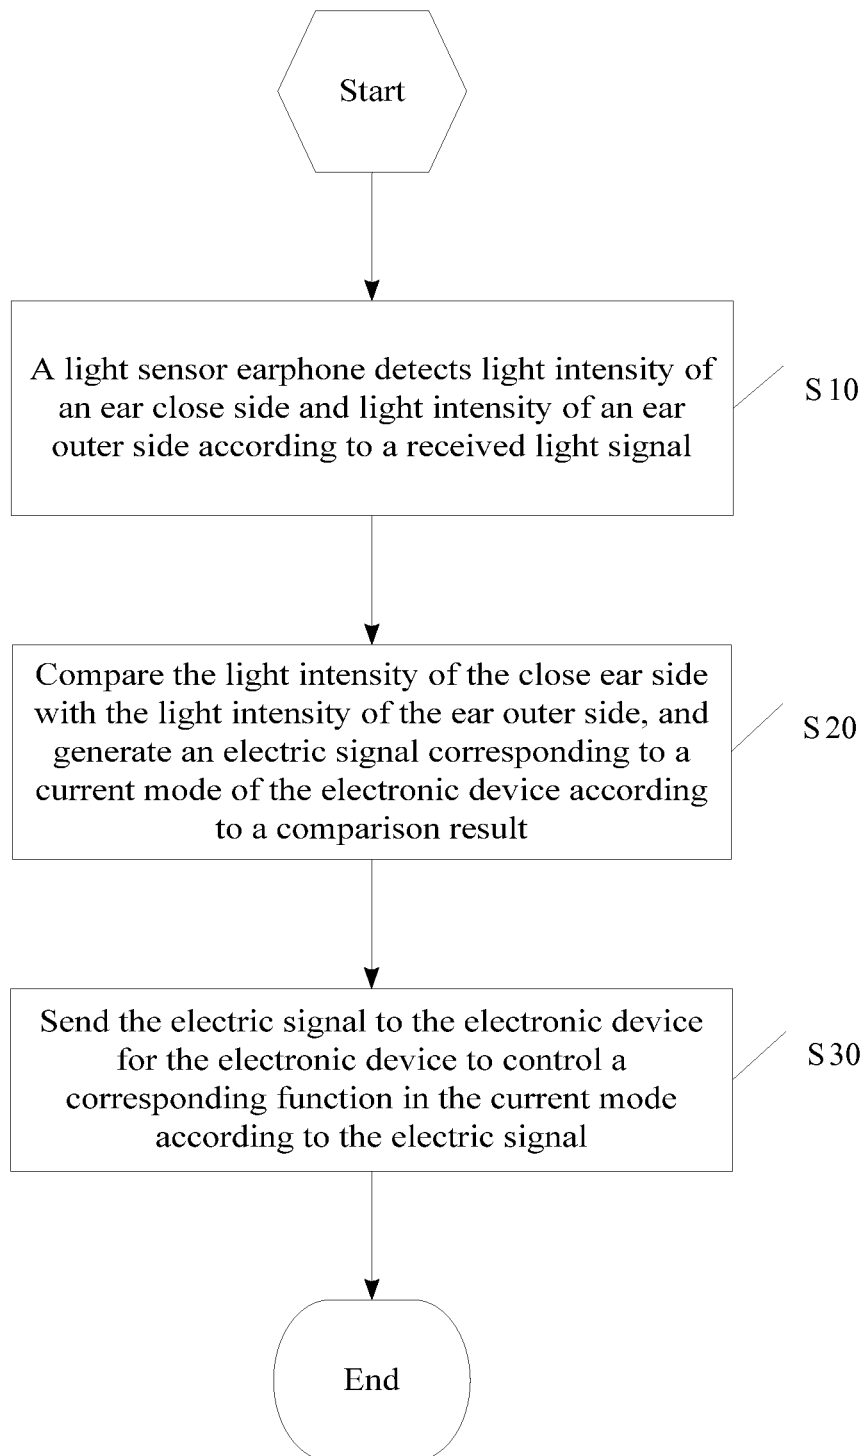 Start
A light sensor earphone detects light intensity of
an ear close side and light intensity of an ear
outer side according to a received light signal
S10
Compare the light intensity of the close ear side
with the light intensity of the ear outer side, and
generate an electric signal corresponding to a
current mode of the electronic device according
to a comparison result
S20
Send the electric signal to the electronic device
for the electronic device to control a
corresponding function in the current mode
according to the electric signal
S30
End